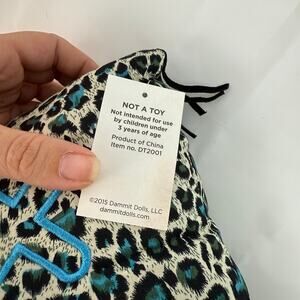 NOT A TOY
Not intended for use
by children under
3 years of age
Product of China
Item no. DT2001
©2015 Dammit Dolls, LLC
dammitdolls.com